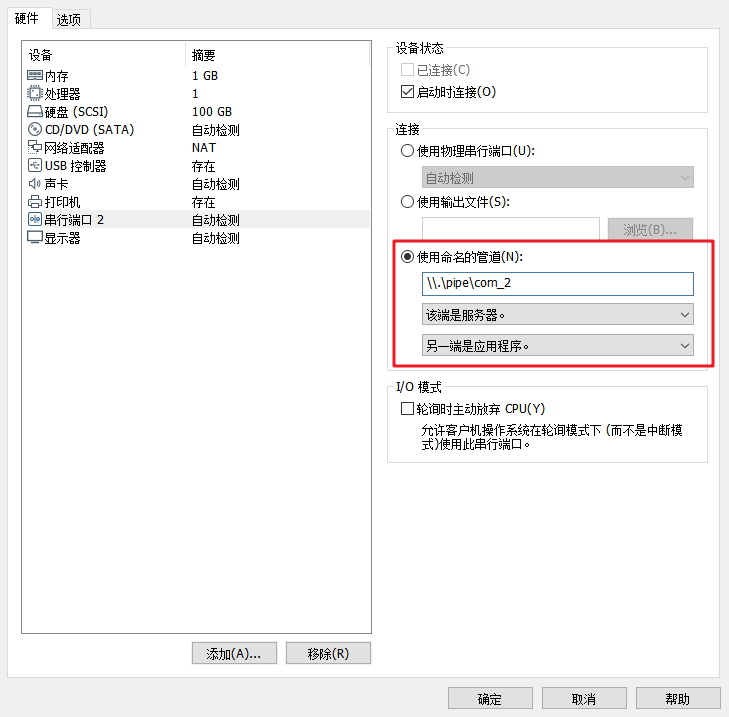 硬件 选项
设备 摘要
内存 1 GB
处理器 1
硬盘 (SCSI) 100 GB
CD/DVD (SATA) 自动检测
网络适配器 NAT
USB 控制器 存在
声卡 自动检测
打印机 存在
串行端口 2 自动检测
显示器 自动检测
添加(A)... 移除(R)
设备状态
已连接(C)
启动时连接(O)
连接
使用物理串行端口(U):
自动检测
使用输出文件(S):
浏览(B)...
使用命名的管道(N):
\\.\pipe\com_2
该端是服务器。
另一端是应用程序。
I/O 模式
轮询时主动放弃 CPU(Y)
允许客户机操作系统在轮询模式下 (而不是中断模
式)使用此串行端口。
确定 取消 帮助